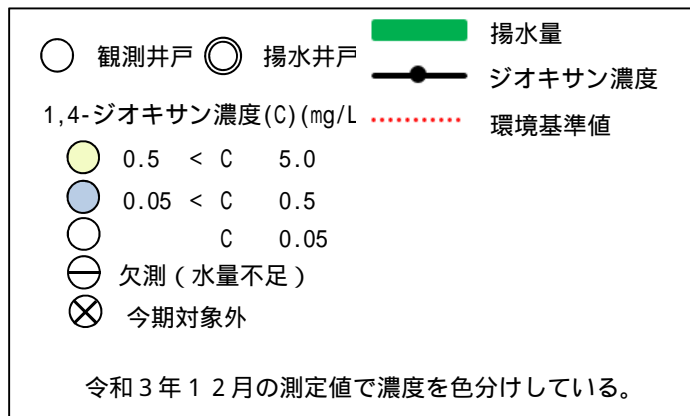 観測井戸 揚水井戸
揚水量
ジオキサン濃度
環境基準値
1,4-ジオキサン濃度(C)(mg/L
0.5 < C 5.0
0.05 < C 0.5
C 0.05
欠測(水量不足)
今期対象外
令和3年12月の測定値で濃度を色分けしている。